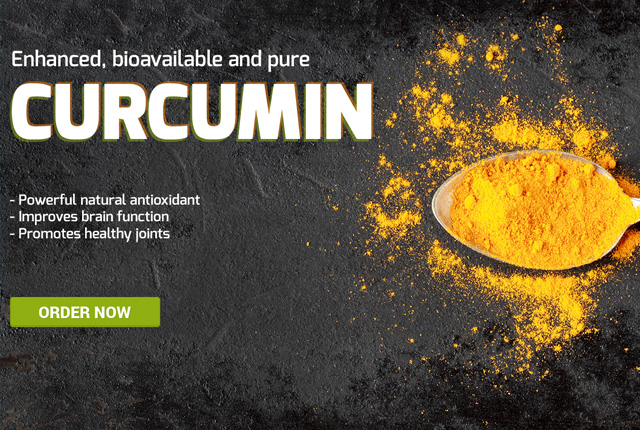 Enhanced, bioavailable and pure
CURCUMIN
- Powerful natural antioxidant
- Improves brain function
- Promotes healthy joints
ORDER NOW